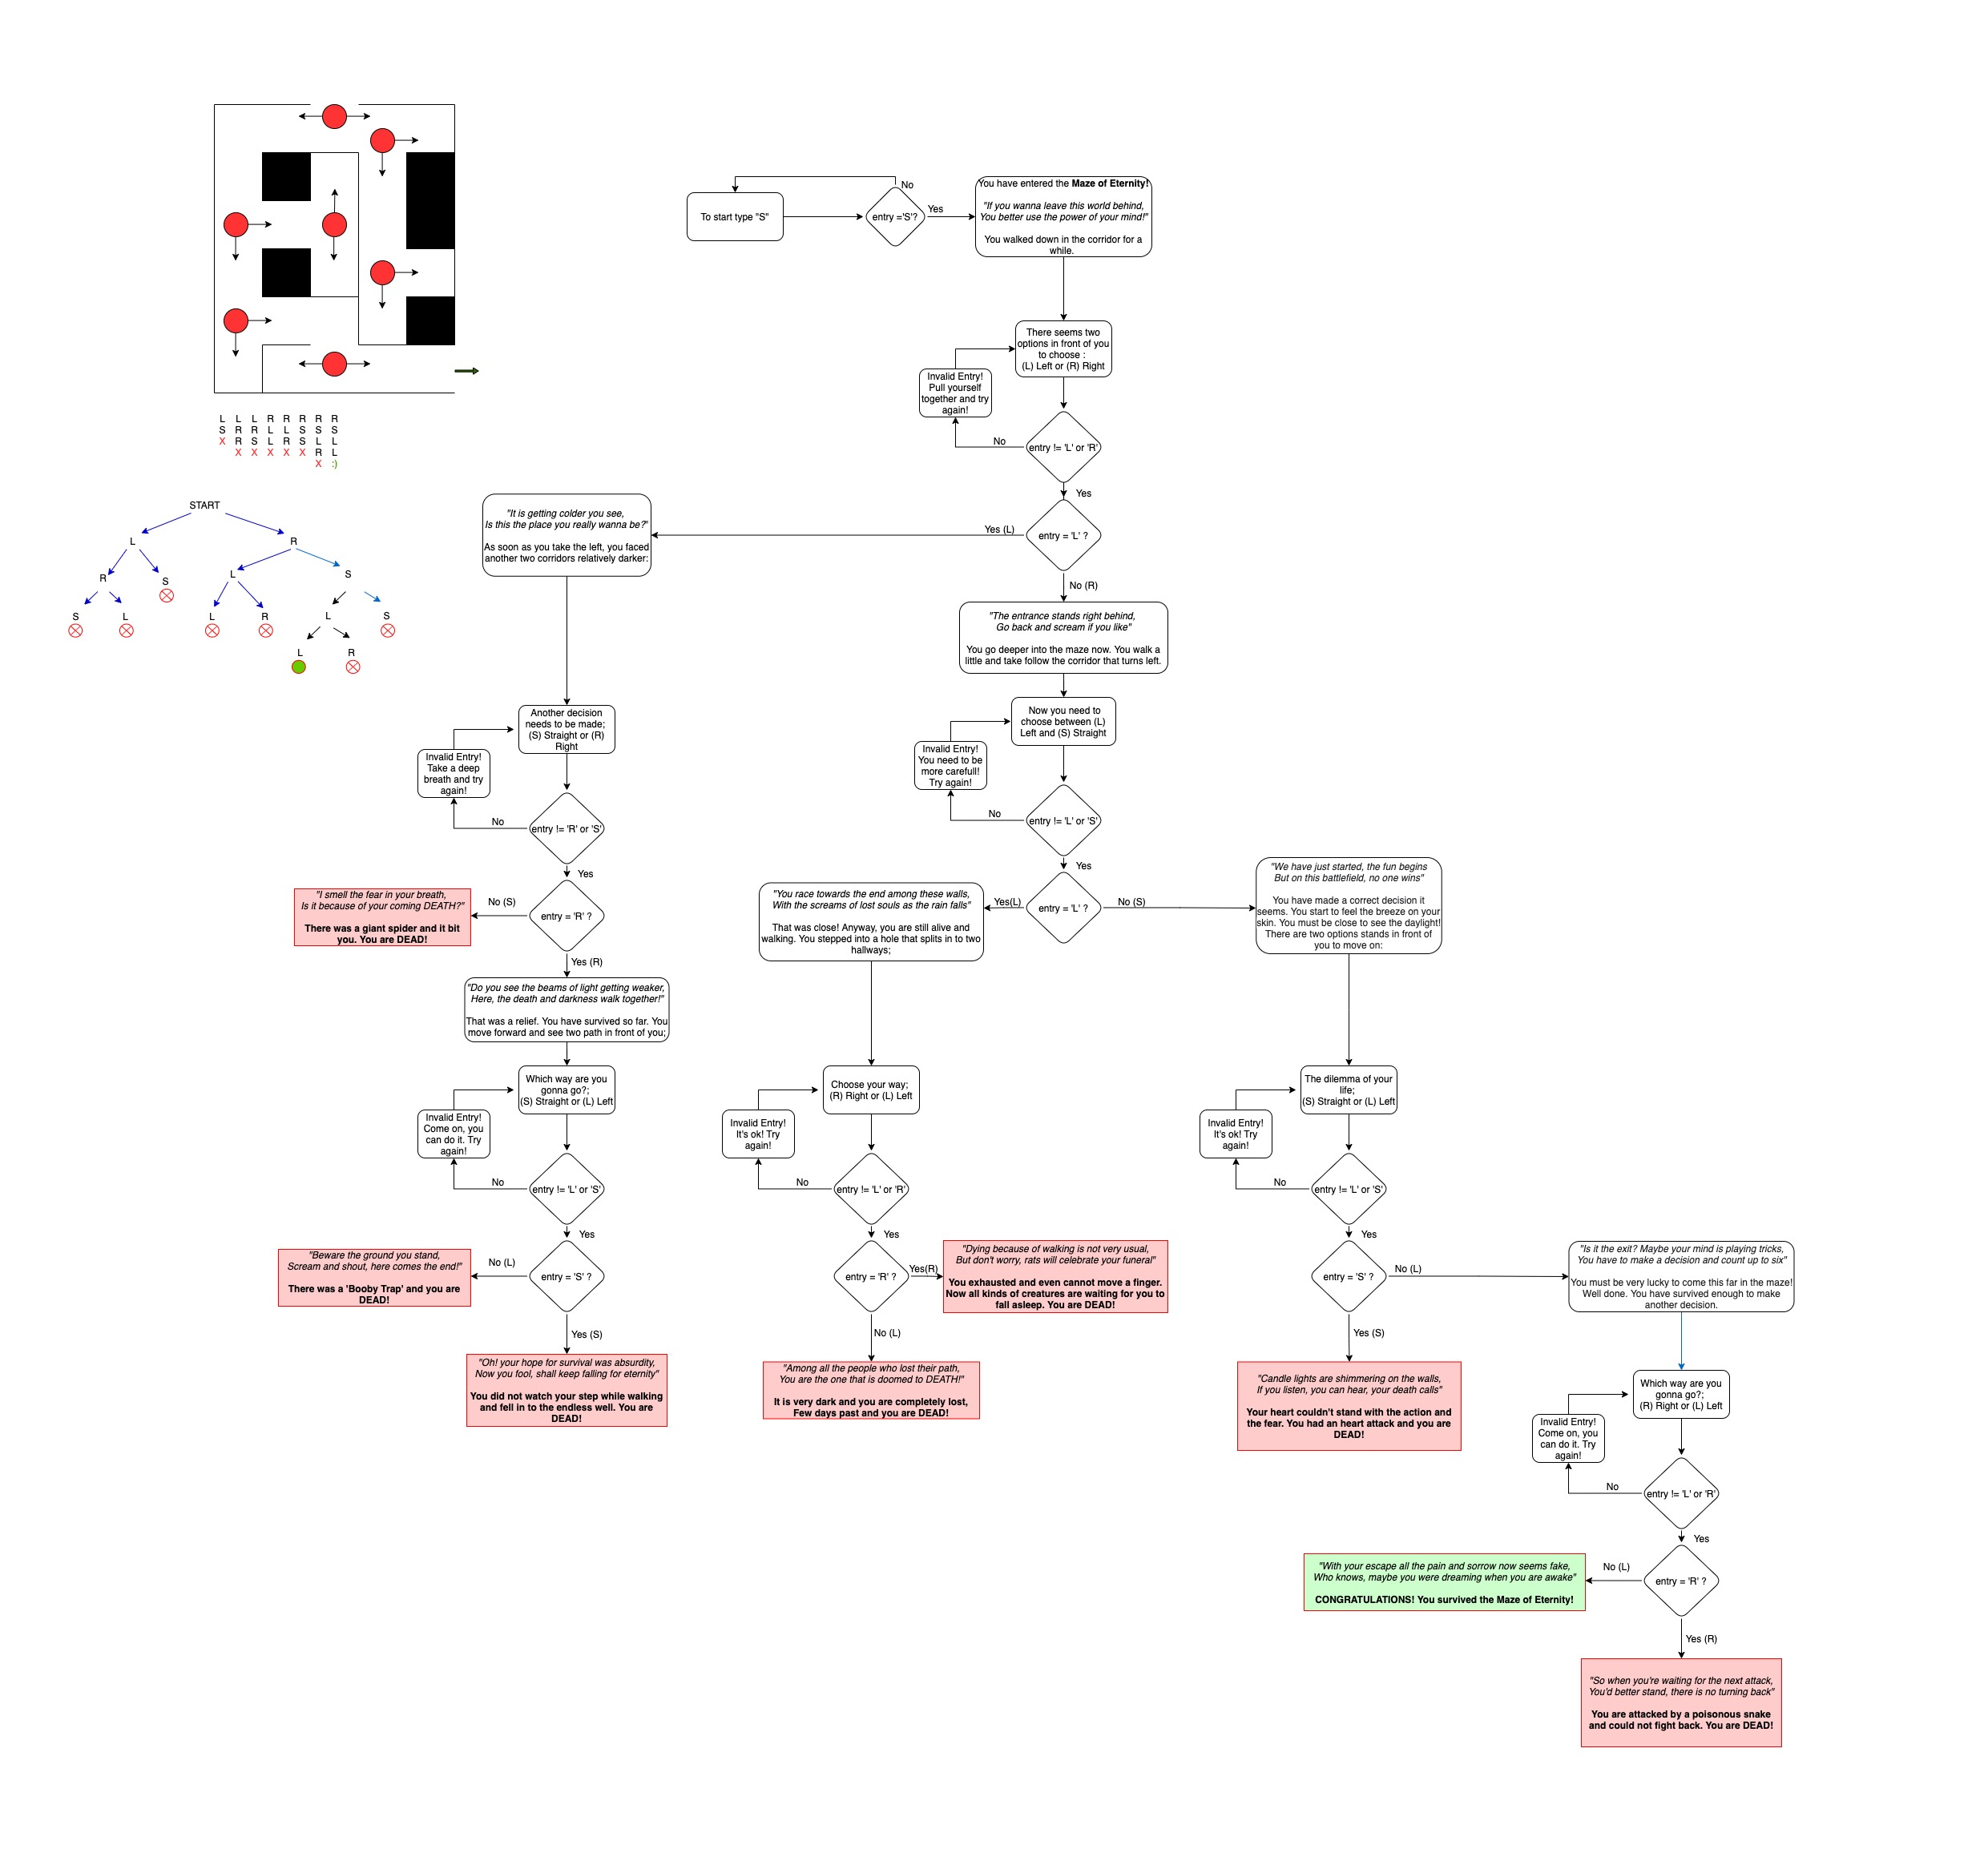 L L L R R R R R
S R R L L S S S
X R S L R S L L
X X X X X R L
X :)
START
L
R
R
S
L
S
S
L
L
R
L
S
L
R
To start type "S"
No
entry ='S'?
Yes
You have entered the Maze of Eternity!
"If you wanna leave this world behind,
You better use the power of your mind!"
You walked down in the corridor for a
while.
There seems two
options in front of you
to choose :
(L) Left or (R) Right
Invalid Entry!
Pull yourself
together and try
again!
No
entry != 'L' or 'R'
Yes
entry = 'L' ?
Yes (L)
No (R)
"It is getting colder you see,
Is this the place you really wanna be?"
As soon as you take the left, you faced
another two corridors relatively darker:
"The entrance stands right behind,
Go back and scream if you like"
You go deeper into the maze now. You walk a
little and take follow the corridor that turns left.
Another decision
needs to be made;
(S) Straight or (R)
Right
Invalid Entry!
Take a deep
breath and try
again!
No
entry != 'R' or 'S'
Yes
Now you need to
choose between (L)
Left and (S) Straight
Invalid Entry!
You need to be
more carefull!
Try again!
No
entry != 'L' or 'S'
Yes
"I smell the fear in your breath,
Is it because of your coming DEATH?"
There was a giant spider and it bit
you. You are DEAD!
No (S)
entry = 'R' ?
Yes (R)
"You race towards the end among these walls,
With the screams of lost souls as the rain falls"
That was close! Anyway, you are still alive and
walking. You stepped into a hole that splits in to two
hallways;
Yes(L)
entry = 'L' ?
No (S)
"We have just started, the fun begins
But on this battlefield, no one wins"
You have made a correct decision it
seems. You start to feel the breeze on your
skin. You must be close to see the daylight!
There are two options stands in front of
you to move on:
"Do you see the beams of light getting weaker,
Here, the death and darkness walk together!"
That was a relief. You have survived so far. You
move forward and see two path in front of you;
Which way are you
gonna go?;
(S) Straight or (L) Left
Invalid Entry!
Come on, you
can do it. Try
again!
No
entry != 'L' or 'S'
Yes
Choose your way;
(R) Right or (L) Left
Invalid Entry!
It's ok! Try
again!
No
entry != 'L' or 'R'
Yes
The dilemma of your
life;
(S) Straight or (L) Left
Invalid Entry!
It's ok! Try
again!
No
entry != 'L' or 'S'
Yes
"Beware the ground you stand,
Scream and shout, here comes the end!"
There was a 'Booby Trap' and you are
DEAD!
No (L)
entry = 'S' ?
Yes (S)
"Oh! your hope for survival was absurdity,
Now you fool, shall keep falling for eternity"
You did not watch your step while walking
and fell in to the endless well. You are
DEAD!
entry = 'R' ?
Yes(R)
"Dying because of walking is not very usual,
But don't worry, rats will celebrate your funeral"
You exhausted and even cannot move a finger.
Now all kinds of creatures are waiting for you to
fall asleep. You are DEAD!
No (L)
"Among all the people who lost their path,
You are the one that is doomed to DEATH!"
It is very dark and you are completely lost,
Few days past and you are DEAD!
entry = 'S' ?
No (L)
Yes (S)
"Candle lights are shimmering on the walls,
If you listen, you can hear, your death calls"
Your heart couldn't stand with the action and
the fear. You had an heart attack and you are
DEAD!
"Is it the exit? Maybe your mind is playing tricks,
You have to make a decision and count up to six"
You must be very lucky to come this far in the maze!
Well done. You have survived enough to make
another decision.
Which way are you
gonna go?;
(R) Right or (L) Left
Invalid Entry!
Come on, you
can do it. Try
again!
No
entry != 'L' or 'R'
Yes
"With your escape all the pain and sorrow now seems fake,
Who knows, maybe you were dreaming when you are awake"
CONGRATULATIONS! You survived the Maze of Eternity!
No (L)
entry = 'R' ?
Yes (R)
"So when you're waiting for the next attack,
You'd better stand, there is no turning back"
You are attacked by a poisonous snake
and could not fight back. You are DEAD!